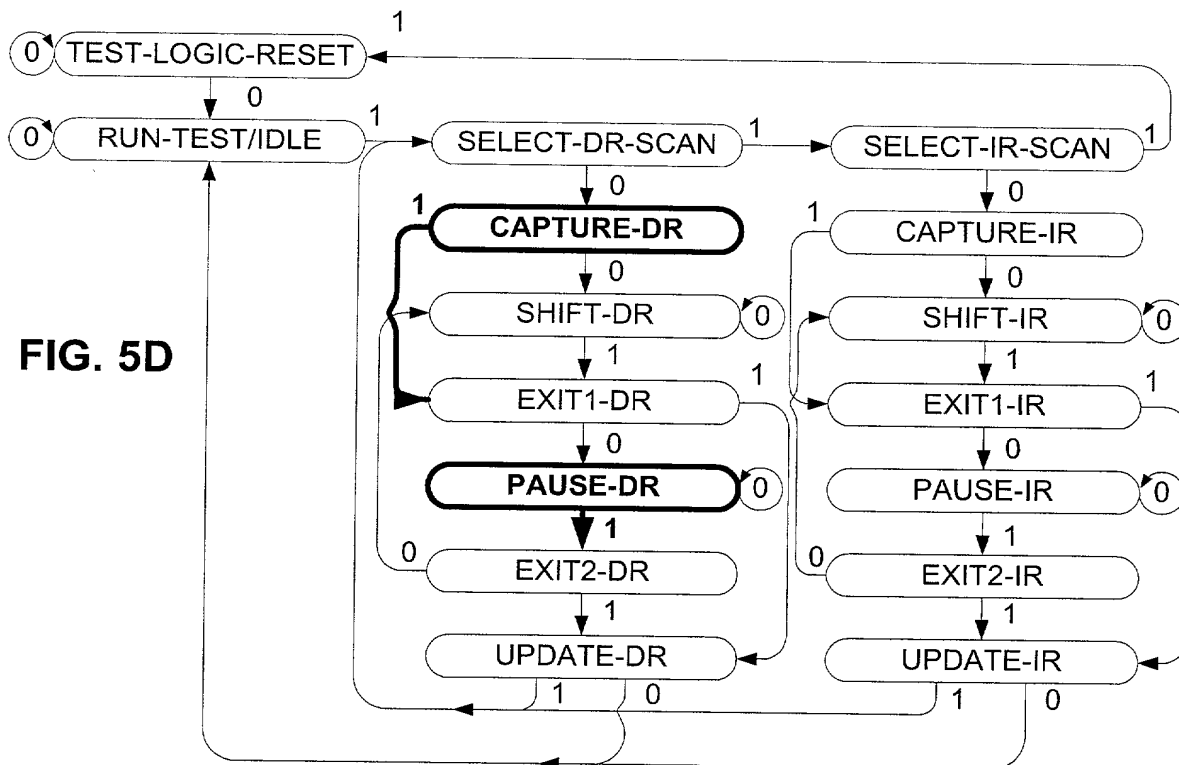 1
0 TEST-LOGIC-RESET
0
1
0 RUN-TEST/IDLE
SELECT-DR-SCAN
1
SELECT-IR-SCAN
1
0
0
1
CAPTURE-DR
1
CAPTURE-IR
0
0
SHIFT-DR
0
SHIFT-IR
0
FIG. 5D
1
1
EXIT1-DR
1
EXIT1-IR
1
0
0
PAUSE-DR
0
PAUSE-IR
0
1
1
0
EXIT2-DR
0
EXIT2-IR
1
1
UPDATE-DR
UPDATE-IR
1
0
1
0